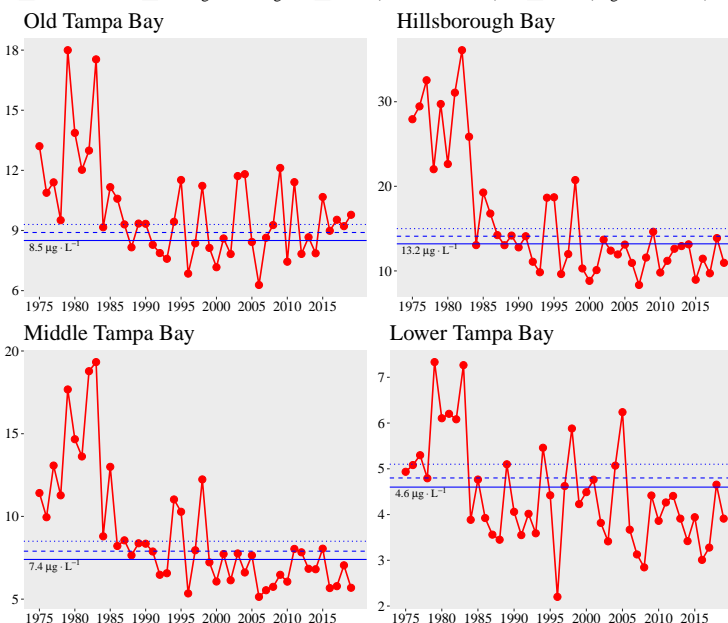 Old Tampa Bay
Hillsborough Bay
18
15
12
9
6
8.5 μg · L⁻¹
1975 1980 1985 1990 1995 2000 2005 2010 2015
30
20
10
13.2 μg · L⁻¹
1975 1980 1985 1990 1995 2000 2005 2010 2015
Middle Tampa Bay
Lower Tampa Bay
20
15
10
5
7.4 μg · L⁻¹
1975 1980 1985 1990 1995 2000 2005 2010 2015
7
6
5
4
3
2
4.6 μg · L⁻¹
1975 1980 1985 1990 1995 2000 2005 2010 2015